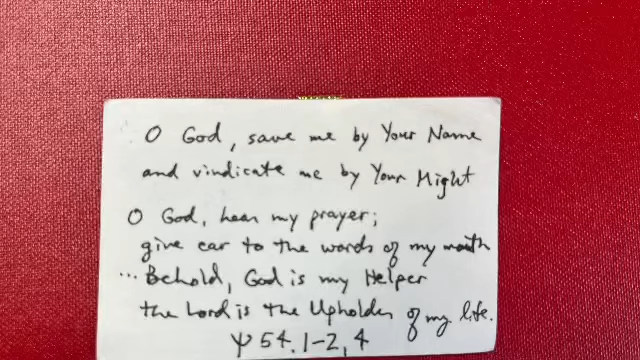 O God, save me by Your Name
and vindicate me by Your Might
O God, hear my prayer;
give ear to the words of my mouth
... Behold, God is my Helper
the Lord is the Upholder of my life.
Ψ 54. 1-2, 4